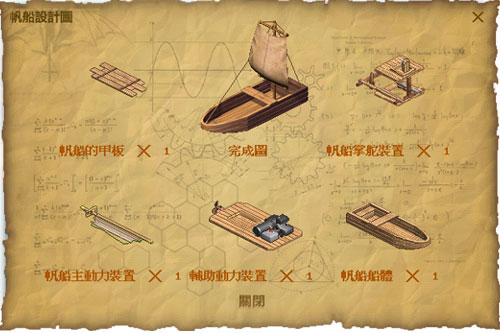 帆船設計圖
帆船的甲板 × 1
完成圖
帆船掌舵裝置 × 1
帆船主動力裝置 × 1
輔助動力裝置 × 1
帆船船體 × 1
關閉